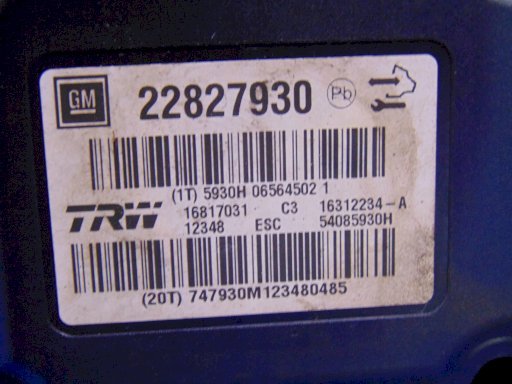 GM 22827930 Pb
(1T) 5930H 06564502 1
TRW 16817031 C3 16312234-A
12348 ESC 54085930H
(20T) 747930M123480485